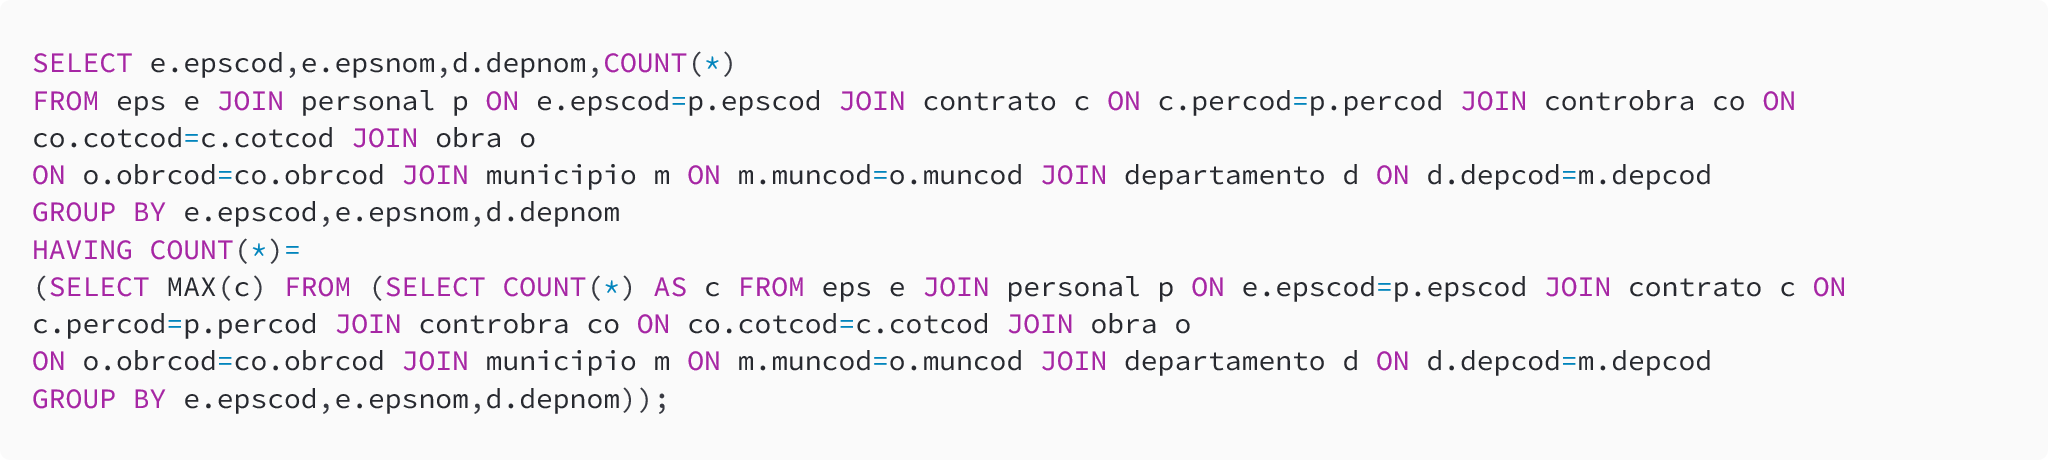 SELECT e.epscod,e.epsnom,d.depnom,COUNT(*)
FROM eps e JOIN personal p ON e.epscod=p.epscod JOIN contrato c ON c.percod=p.percod JOIN controbra co ON
co.cotcod=c.cotcod JOIN obra o
ON o.obrcod=co.obrcod JOIN municipio m ON m.muncod=o.muncod JOIN departamento d ON d.depcod=m.depcod
GROUP BY e.epscod,e.epsnom,d.depnom
HAVING COUNT(*)=
(SELECT MAX(c) FROM (SELECT COUNT(*) AS c FROM eps e JOIN personal p ON e.epscod=p.epscod JOIN contrato c ON
c.percod=p.percod JOIN controbra co ON co.cotcod=c.cotcod JOIN obra o
ON o.obrcod=co.obrcod JOIN municipio m ON m.muncod=o.muncod JOIN departamento d ON d.depcod=m.depcod
GROUP BY e.epscod,e.epsnom,d.depnom));